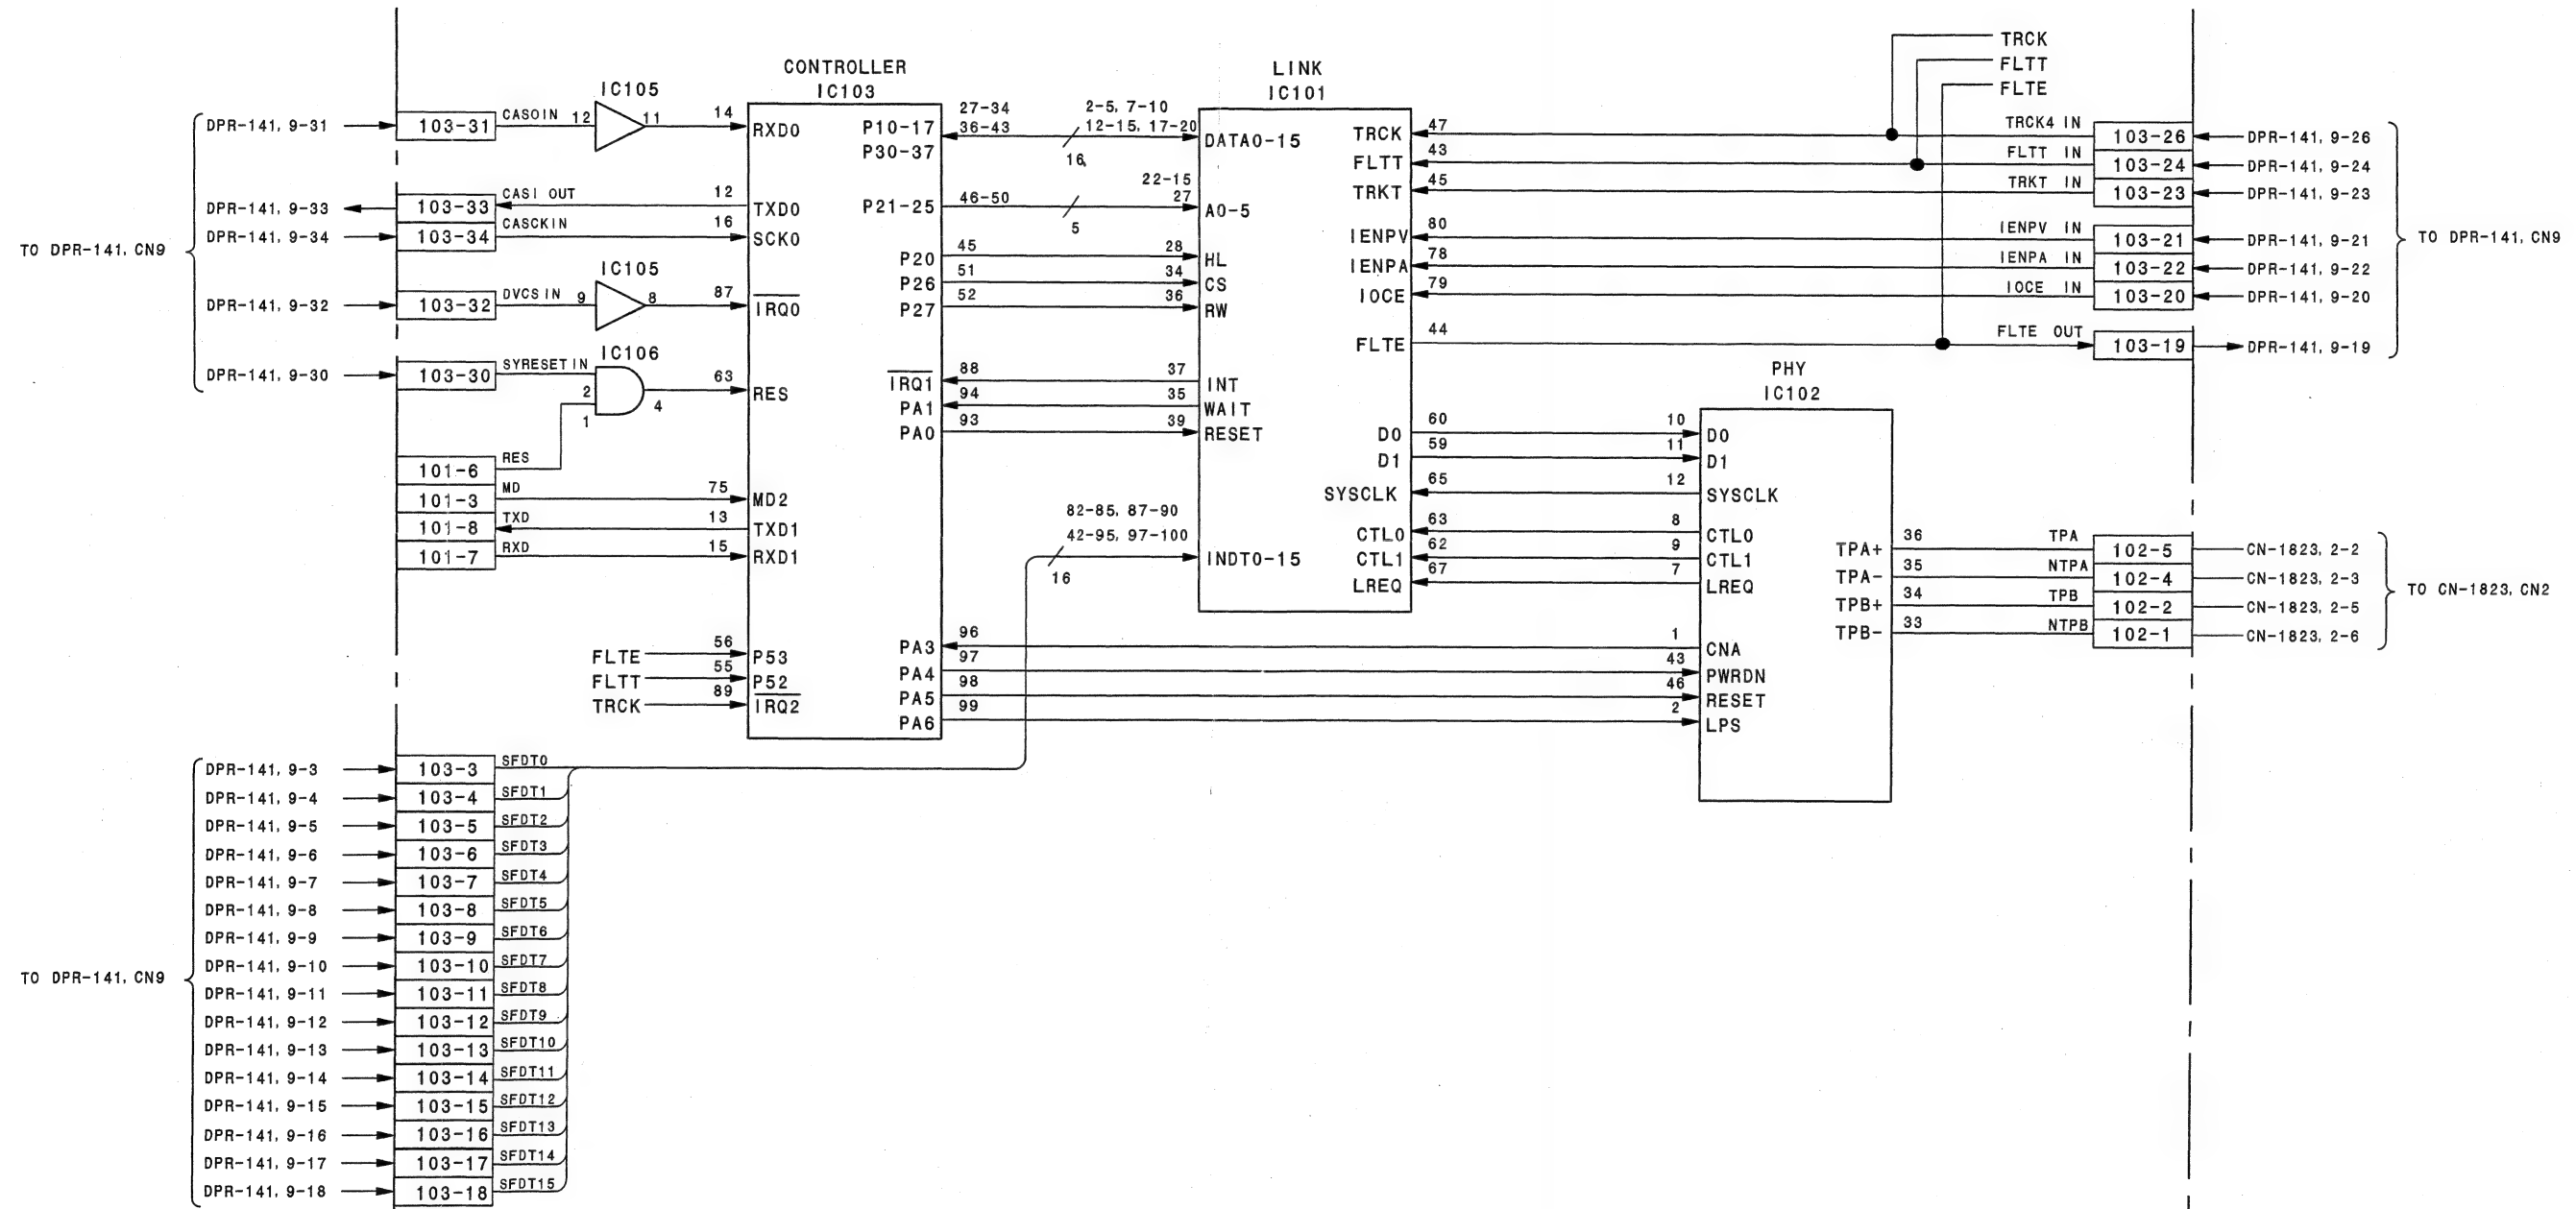 TO DPR-141, CN9
DPR-141, 9-31
103-31
CASOIN
12
IC105
11
14
DPR-141, 9-33
103-33
CASI OUT
12
DPR-141, 9-34
103-34
CASCKIN
16
DPR-141, 9-32
103-32
DVCS IN
9
IC105
8
87
DPR-141, 9-30
103-30
SYRESET IN
IC106
2
1
4
63
101-6
RES
101-3
MD
75
101-8
TXD
13
101-7
RXD
15
FLTE
56
FLTT
55
TRCK
89
CONTROLLER
IC103
RXD0
TXD0
SCK0
IRQ0
RES
MD2
TXD1
RXD1
P53
P52
IRQ2
P10-17
P30-37
P21-25
P20
P26
P27
IRQ1
PA1
PA0
PA3
PA4
PA5
PA6
27-34
36-43
2-5, 7-10
12-15, 17-20
16
46-50
22-15
27
5
45
28
51
34
52
36
88
37
94
35
93
39
82-85, 87-90
42-95, 97-100
16
96
1
97
43
98
46
99
2
LINK
IC101
DATA0-15
A0-5
HL
CS
RW
INT
WAIT
RESET
INDT0-15
TRCK
FLTT
TRKT
IENPV
IENPA
IOCE
FLTE
D0
D1
SYSCLK
CTL0
CTL1
LREQ
47
43
45
80
78
79
44
60
10
59
11
65
12
63
8
62
9
67
7
TRCK
FLTT
FLTE
TRCK4 IN
103-26
DPR-141, 9-26
FLTT IN
103-24
DPR-141, 9-24
TRKT IN
103-23
DPR-141, 9-23
IENPV IN
103-21
DPR-141, 9-21
IENPA IN
103-22
DPR-141, 9-22
IOCE IN
103-20
DPR-141, 9-20
FLTE OUT
103-19
DPR-141, 9-19
TO DPR-141, CN9
PHY
IC102
D0
D1
SYSCLK
CTL0
CTL1
LREQ
CNA
PWRDN
RESET
LPS
TPA+
TPA-
TPB+
TPB-
36
TPA
102-5
CN-1823, 2-2
35
NTPA
102-4
CN-1823, 2-3
34
TPB
102-2
CN-1823, 2-5
33
NTPB
102-1
CN-1823, 2-6
TO CN-1823, CN2
TO DPR-141, CN9
DPR-141, 9-3
103-3
SFDT0
DPR-141, 9-4
103-4
SFDT1
DPR-141, 9-5
103-5
SFDT2
DPR-141, 9-6
103-6
SFDT3
DPR-141, 9-7
103-7
SFDT4
DPR-141, 9-8
103-8
SFDT5
DPR-141, 9-9
103-9
SFDT6
DPR-141, 9-10
103-10
SFDT7
DPR-141, 9-11
103-11
SFDT8
DPR-141, 9-12
103-12
SFDT9
DPR-141, 9-13
103-13
SFDT10
DPR-141, 9-14
103-14
SFDT11
DPR-141, 9-15
103-15
SFDT12
DPR-141, 9-16
103-16
SFDT13
DPR-141, 9-17
103-17
SFDT14
DPR-141, 9-18
103-18
SFDT15